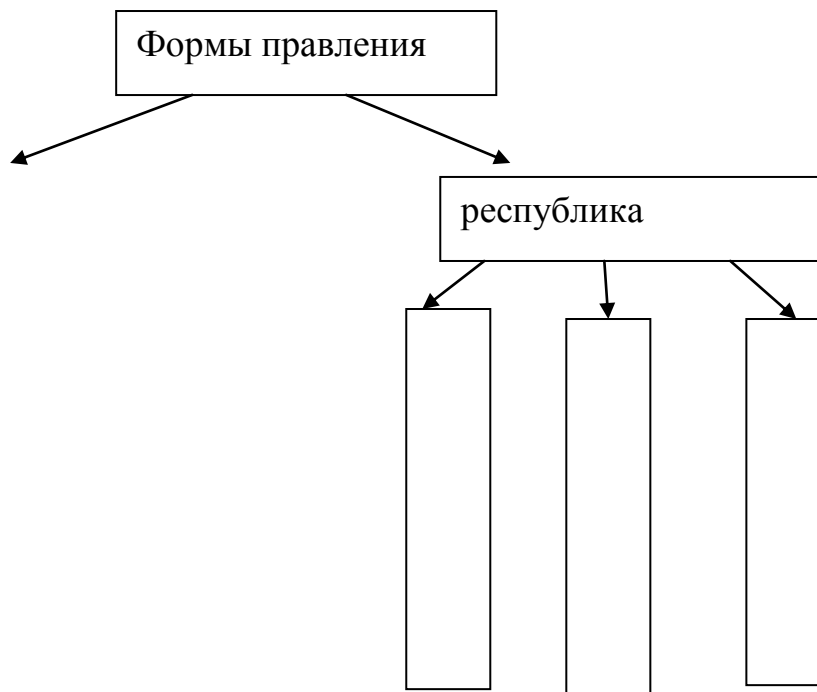 Формы правления
республика